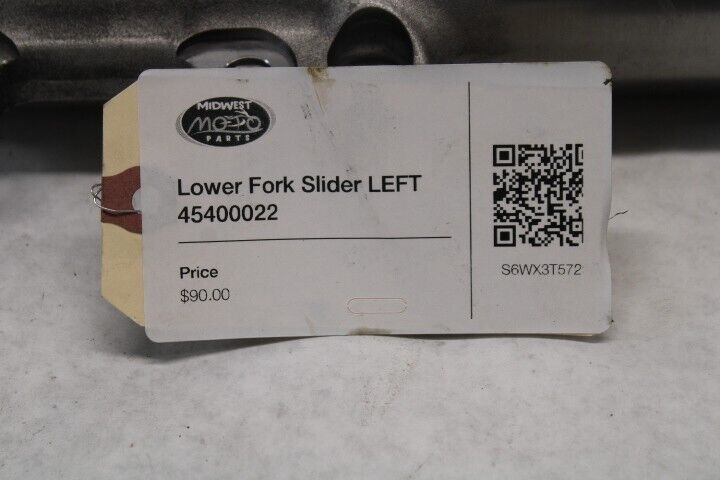 MIDWEST
MOTO
PARTS
Lower Fork Slider LEFT
45400022
Price
$90.00
S6WX3T572